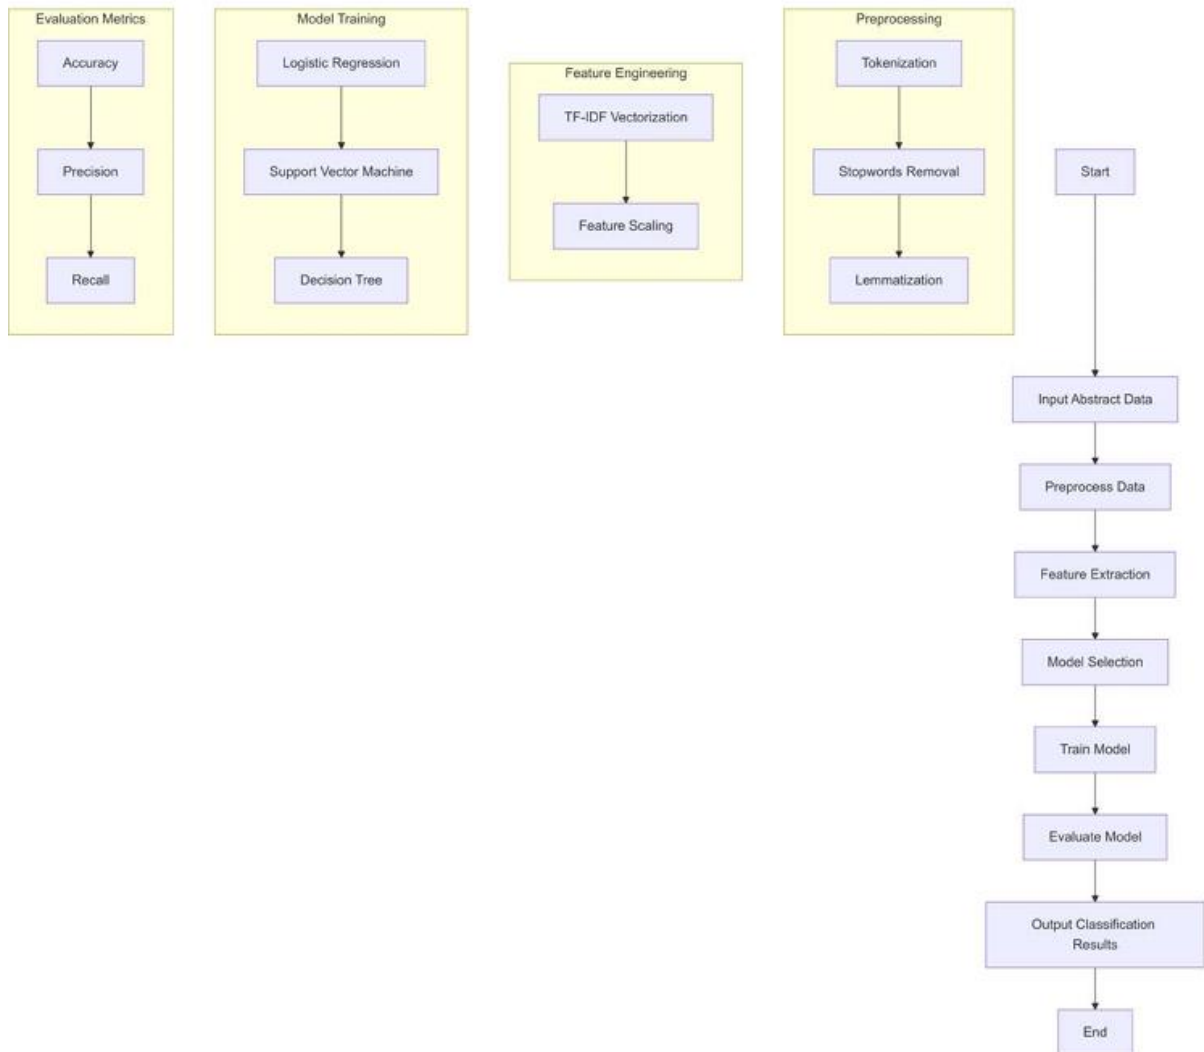 Evaluation Metrics
Accuracy
Precision
Recall
Model Training
Logistic Regression
Support Vector Machine
Decision Tree
Feature Engineering
TF-IDF Vectorization
Feature Scaling
Preprocessing
Tokenization
Stopwords Removal
Lemmatization
Start
Input Abstract Data
Preprocess Data
Feature Extraction
Model Selection
Train Model
Evaluate Model
Output Classification
Results
End